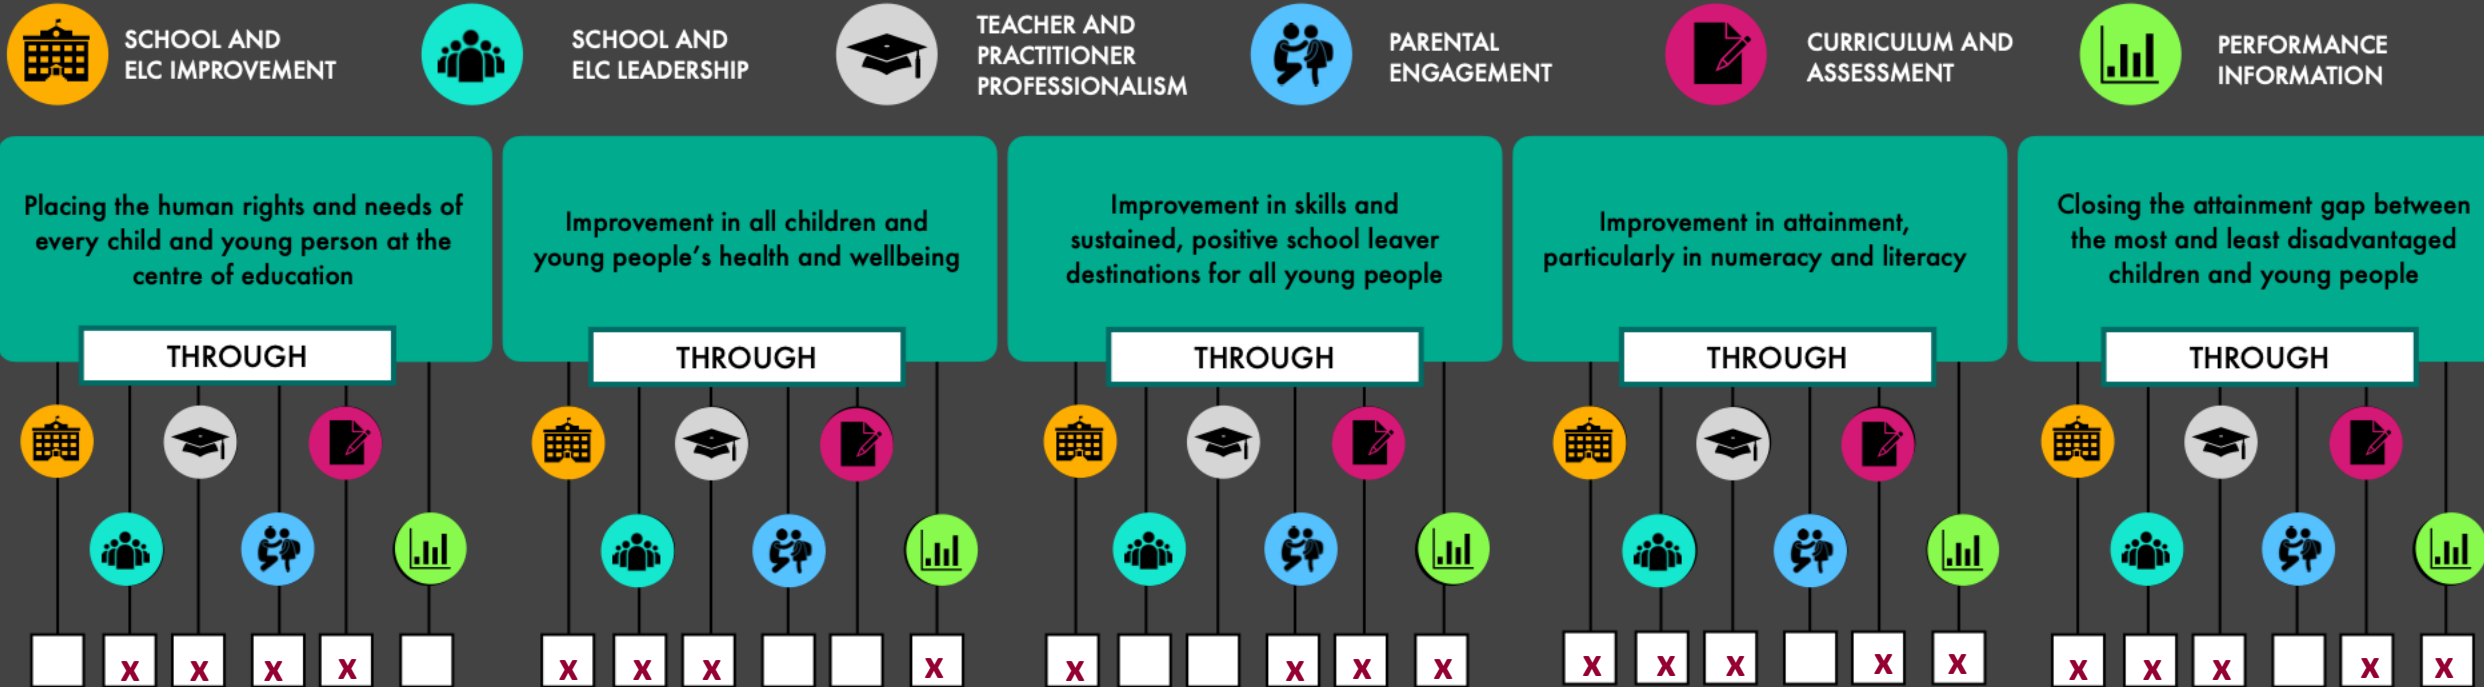 SCHOOL AND
ELC IMPROVEMENT
SCHOOL AND
ELC LEADERSHIP
TEACHER AND
PRACTITIONER
PROFESSIONALISM
PARENTAL
ENGAGEMENT
CURRICULUM AND
ASSESSMENT
PERFORMANCE
INFORMATION
Placing the human rights and needs of
every child and young person at the
centre of education
THROUGH
Improvement in all children and
young people's health and wellbeing
THROUGH
Improvement in skills and
sustained, positive school leaver
destinations for all young people
THROUGH
Improvement in attainment,
particularly in numeracy and literacy
THROUGH
Closing the attainment gap between
the most and least disadvantaged
children and young people
THROUGH
x x x x
x x x x
x x x x
x x x x x
x x x x x